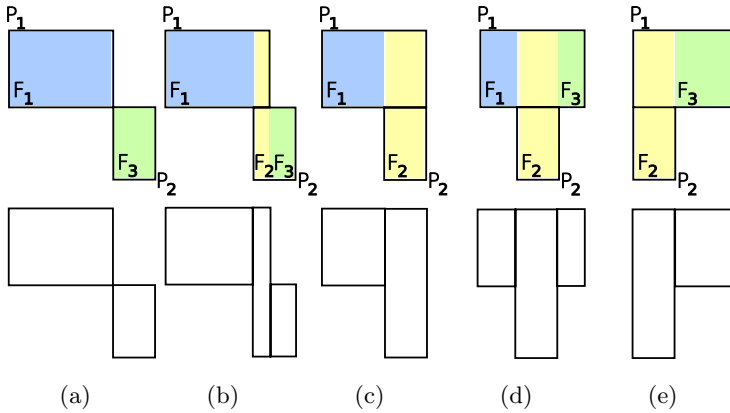 P1 P1 P1 P1 P1
F1 F1 F1 F1 F3 F3
F3 F2 F3 F2 F2 F2
P2 P2 P2 P2 P2
(a) (b) (c) (d) (e)